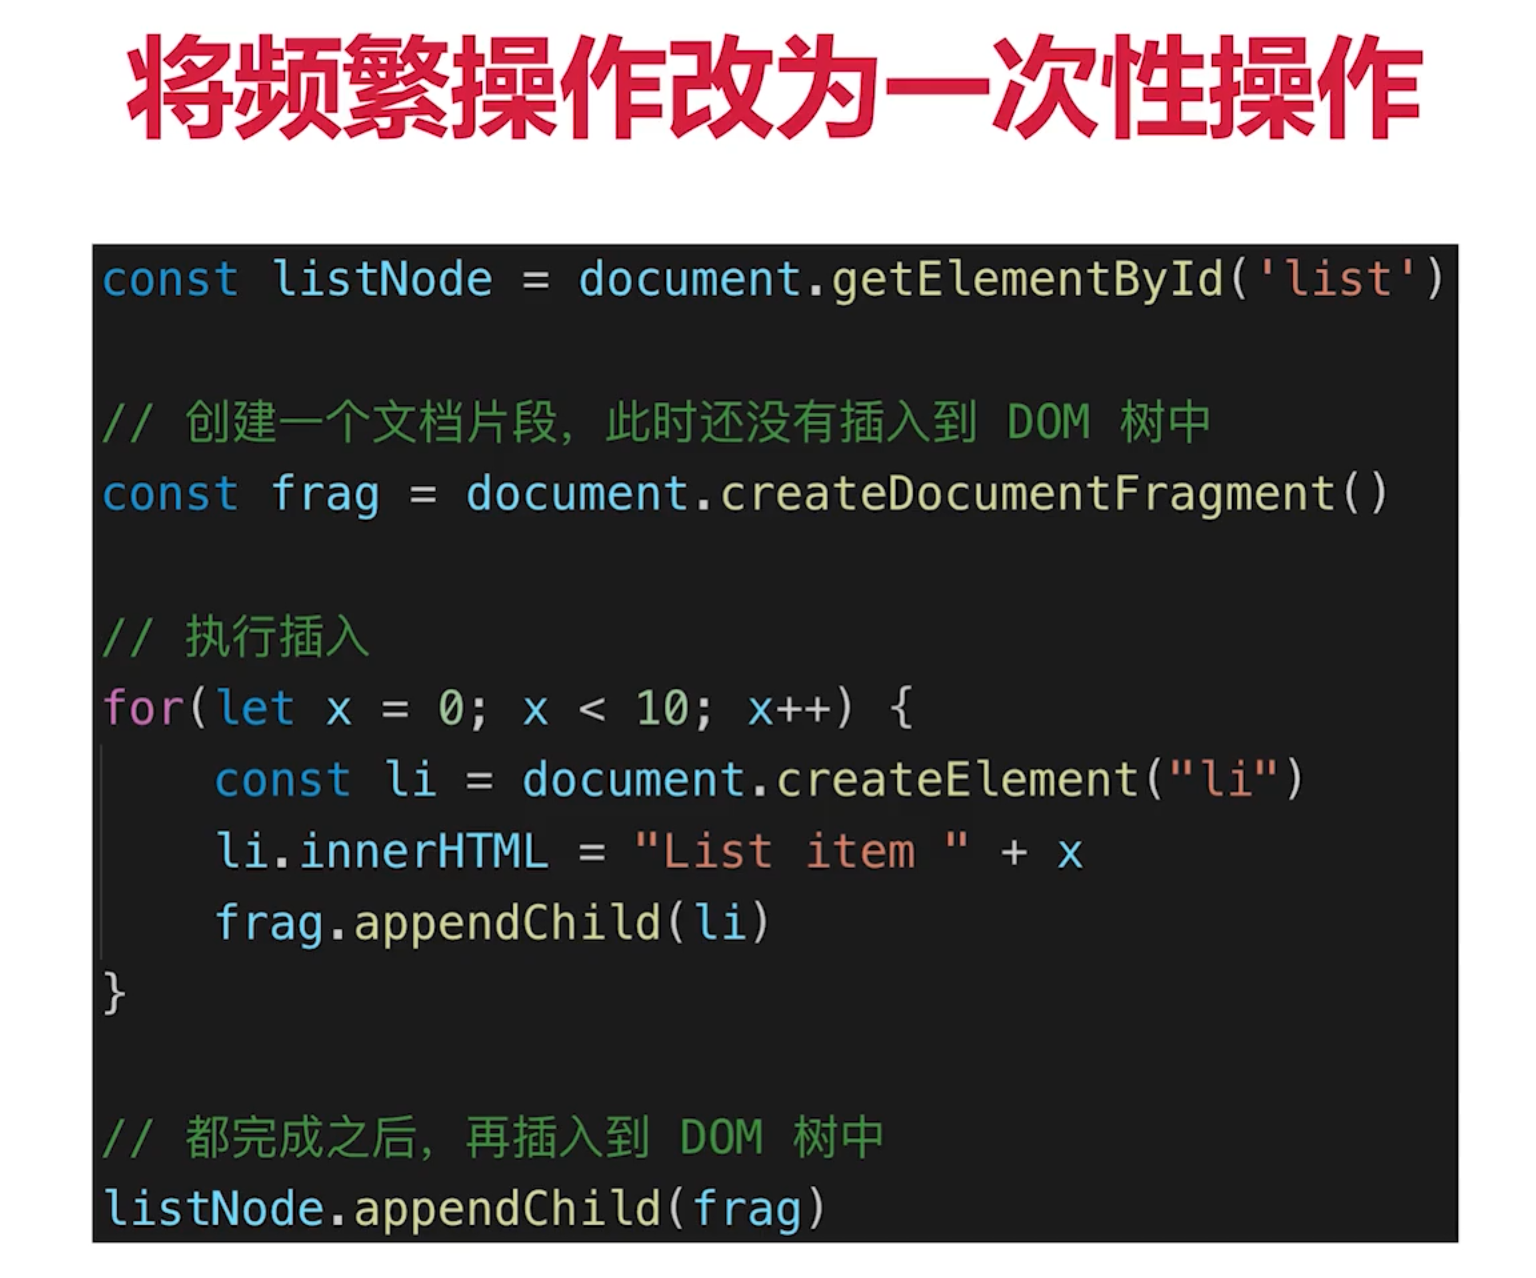 将频繁操作改为一次性操作
const listNode = document.getElementById('list')
// 创建一个文档片段，此时还没有插入到 DOM 树中
const frag = document.createDocumentFragment()
// 执行插入
for(let x = 0; x < 10; x++) {
    const li = document.createElement("li")
    li.innerHTML = "List item " + x
    frag.appendChild(li)
}
// 都完成之后，再插入到 DOM 树中
listNode.appendChild(frag)